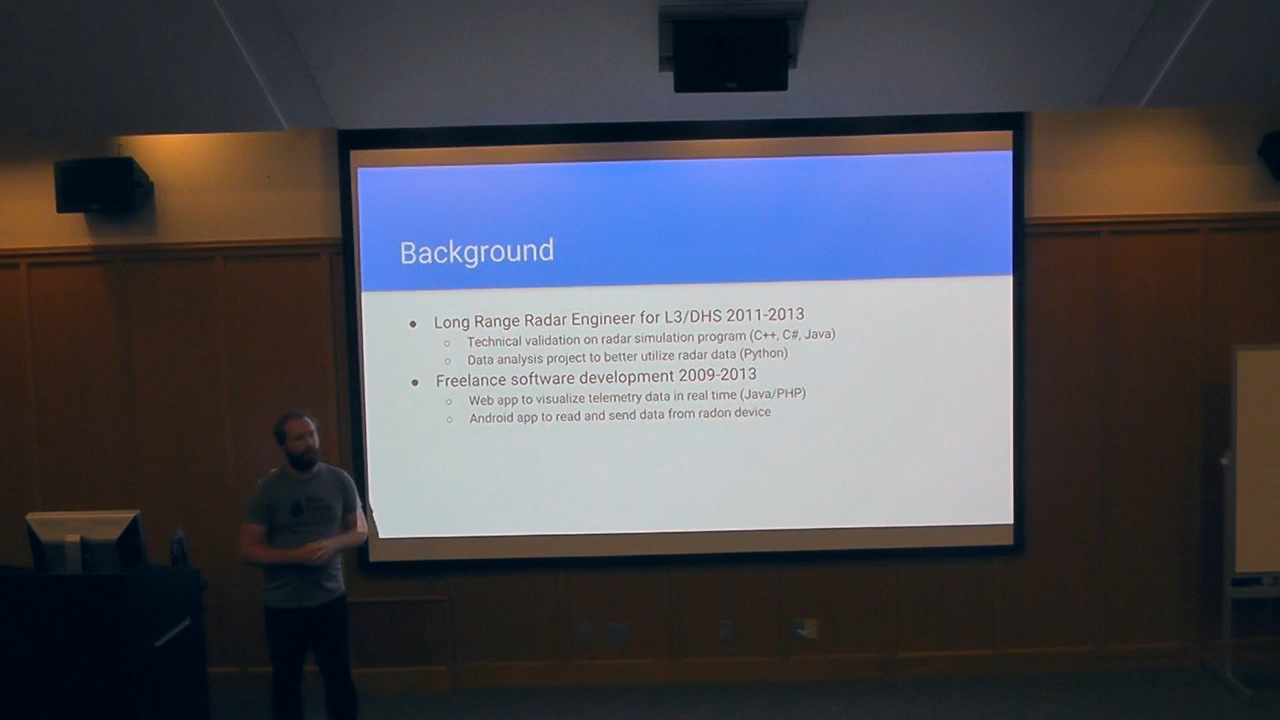 Background
● Long Range Radar Engineer for L3/DHS 2011-2013
○ Technical validation on radar simulation program (C++, C#, Java)
○ Data analysis project to better utilize radar data (Python)
● Freelance software development 2009-2013
○ Web app to visualize telemetry data in real time (Java/PHP)
○ Android app to read and send data from radon device